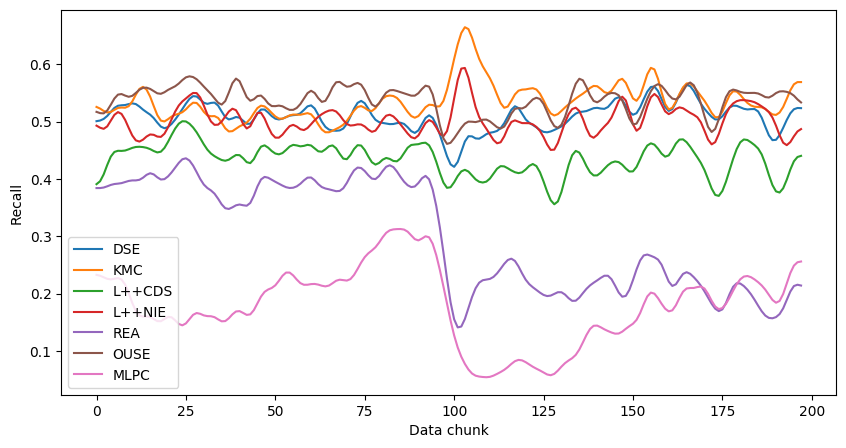 0.6
0.5
0.4
0.3
0.2
0.1
Recall
DSE
KMC
L++CDS
L++NIE
REA
OUSE
MLPC
0 25 50 75 100 125 150 175 200
Data chunk